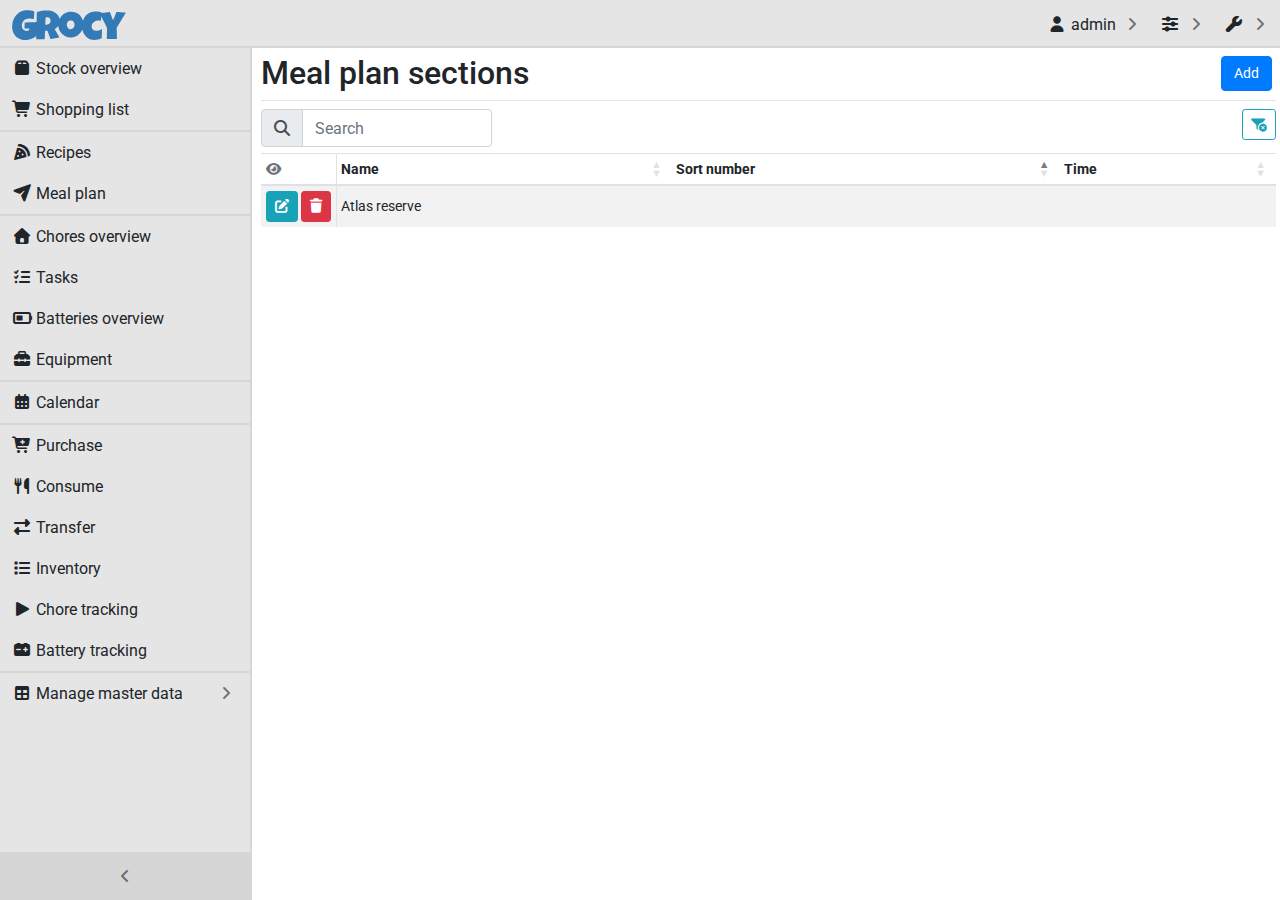 GROCY
admin
Stock overview
Shopping list
Recipes
Meal plan
Chores overview
Tasks
Batteries overview
Equipment
Calendar
Purchase
Consume
Transfer
Inventory
Chore tracking
Battery tracking
Manage master data
Meal plan sections
Add
Search
Name Sort number Time
Atlas reserve